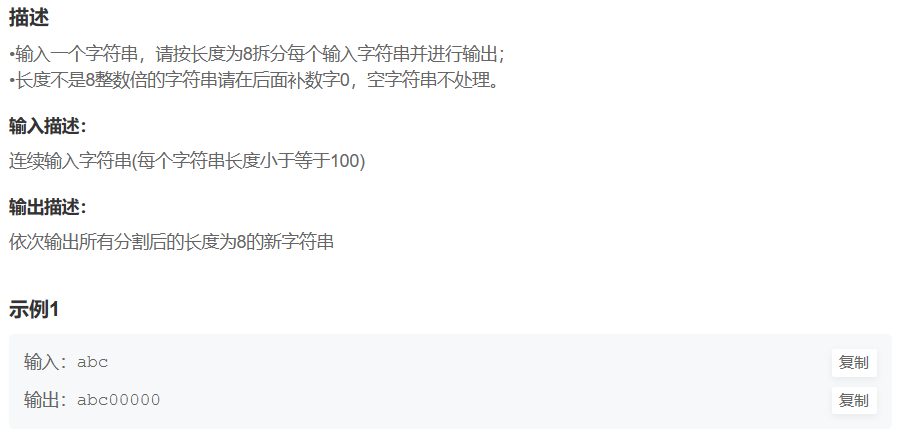 描述
•输入一个字符串，请按长度为8拆分每个输入字符串并进行输出；
•长度不是8整数倍的字符串请在后面补数字0，空字符串不处理。
输入描述：
连续输入字符串(每个字符串长度小于等于100)
输出描述：
依次输出所有分割后的长度为8的新字符串
示例1
输入：abc 复制
输出：abc00000 复制